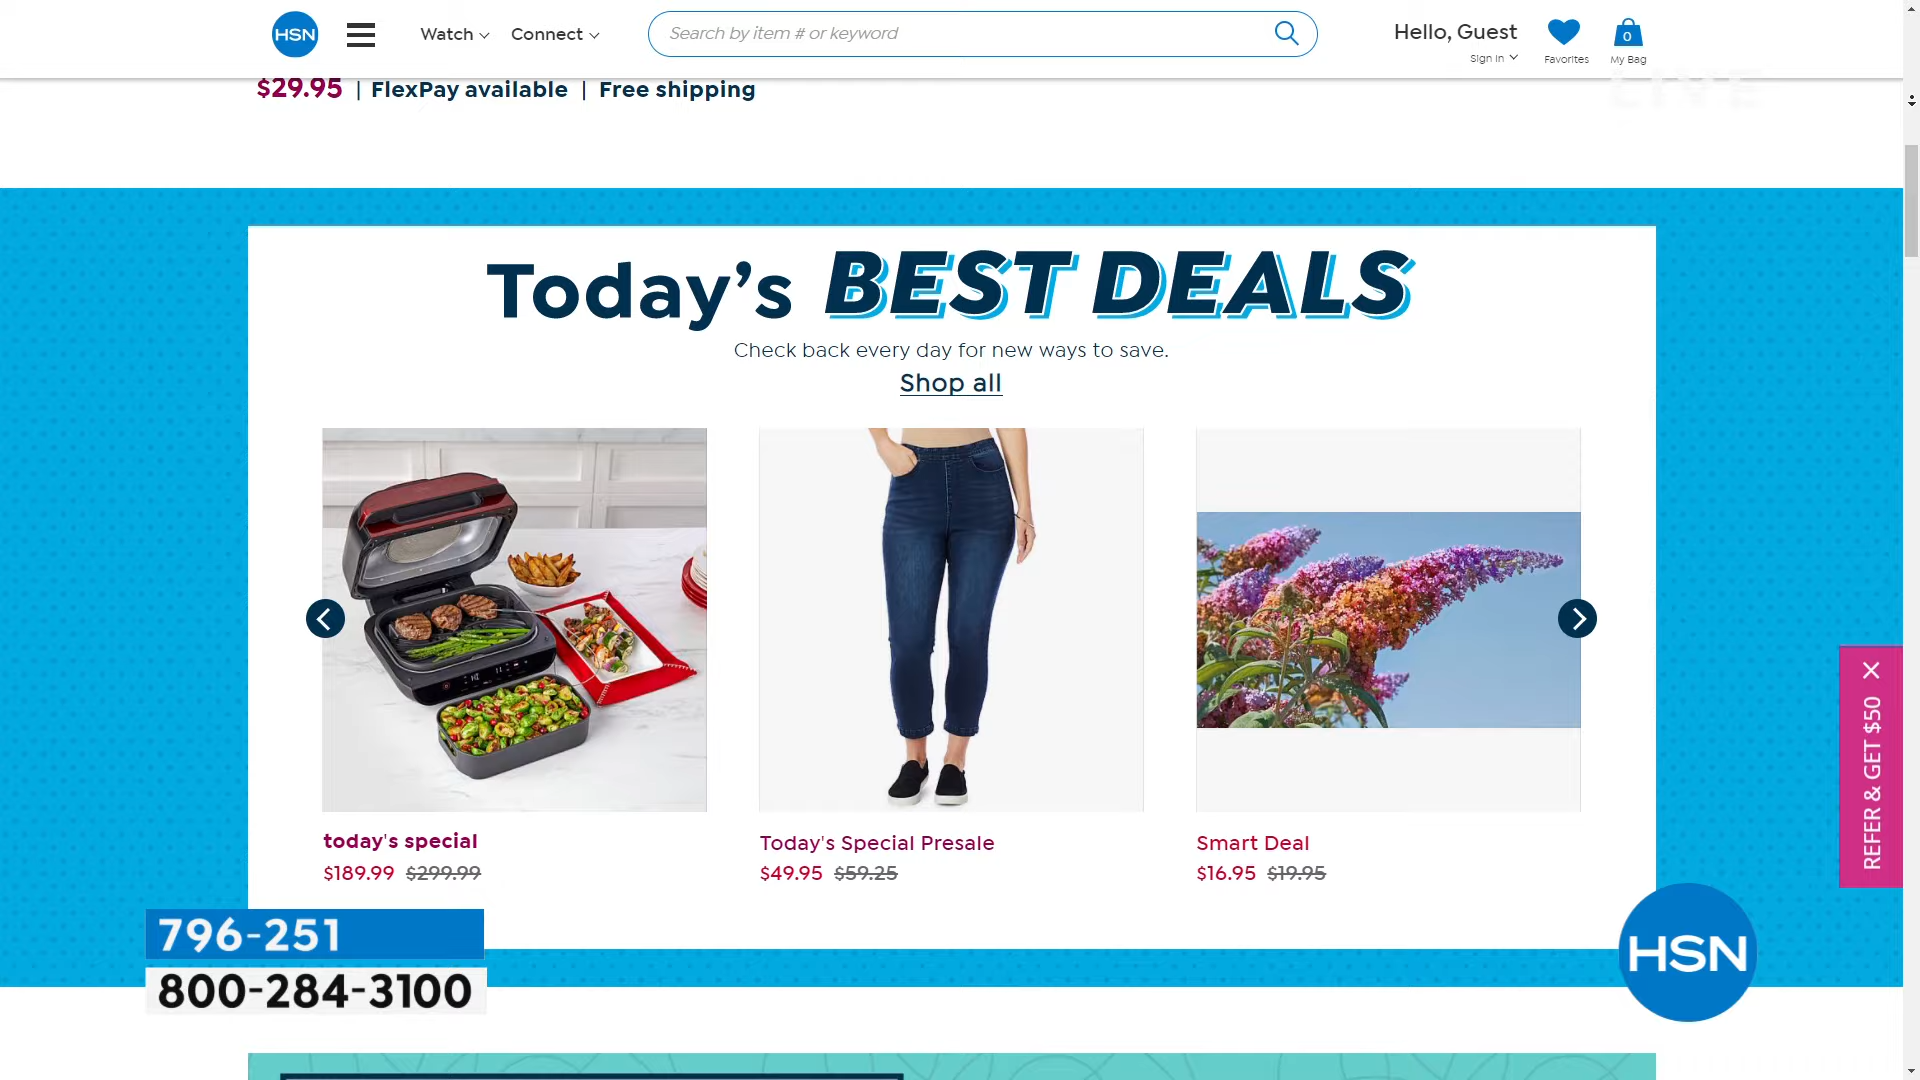 HSN
Watch
Connect
Search by item # or keyword
Hello, Guest
Sign In
Favorites
0
My Bag
LIVE
$29.95 | FlexPay available | Free shipping
Today's BEST DEALS
Check back every day for new ways to save.
Shop all
today's special
$189.99 $299.99
Today's Special Presale
$49.95 $59.25
Smart Deal
$16.95 $19.95
REFER & GET $50
796-251
800-284-3100
HSN